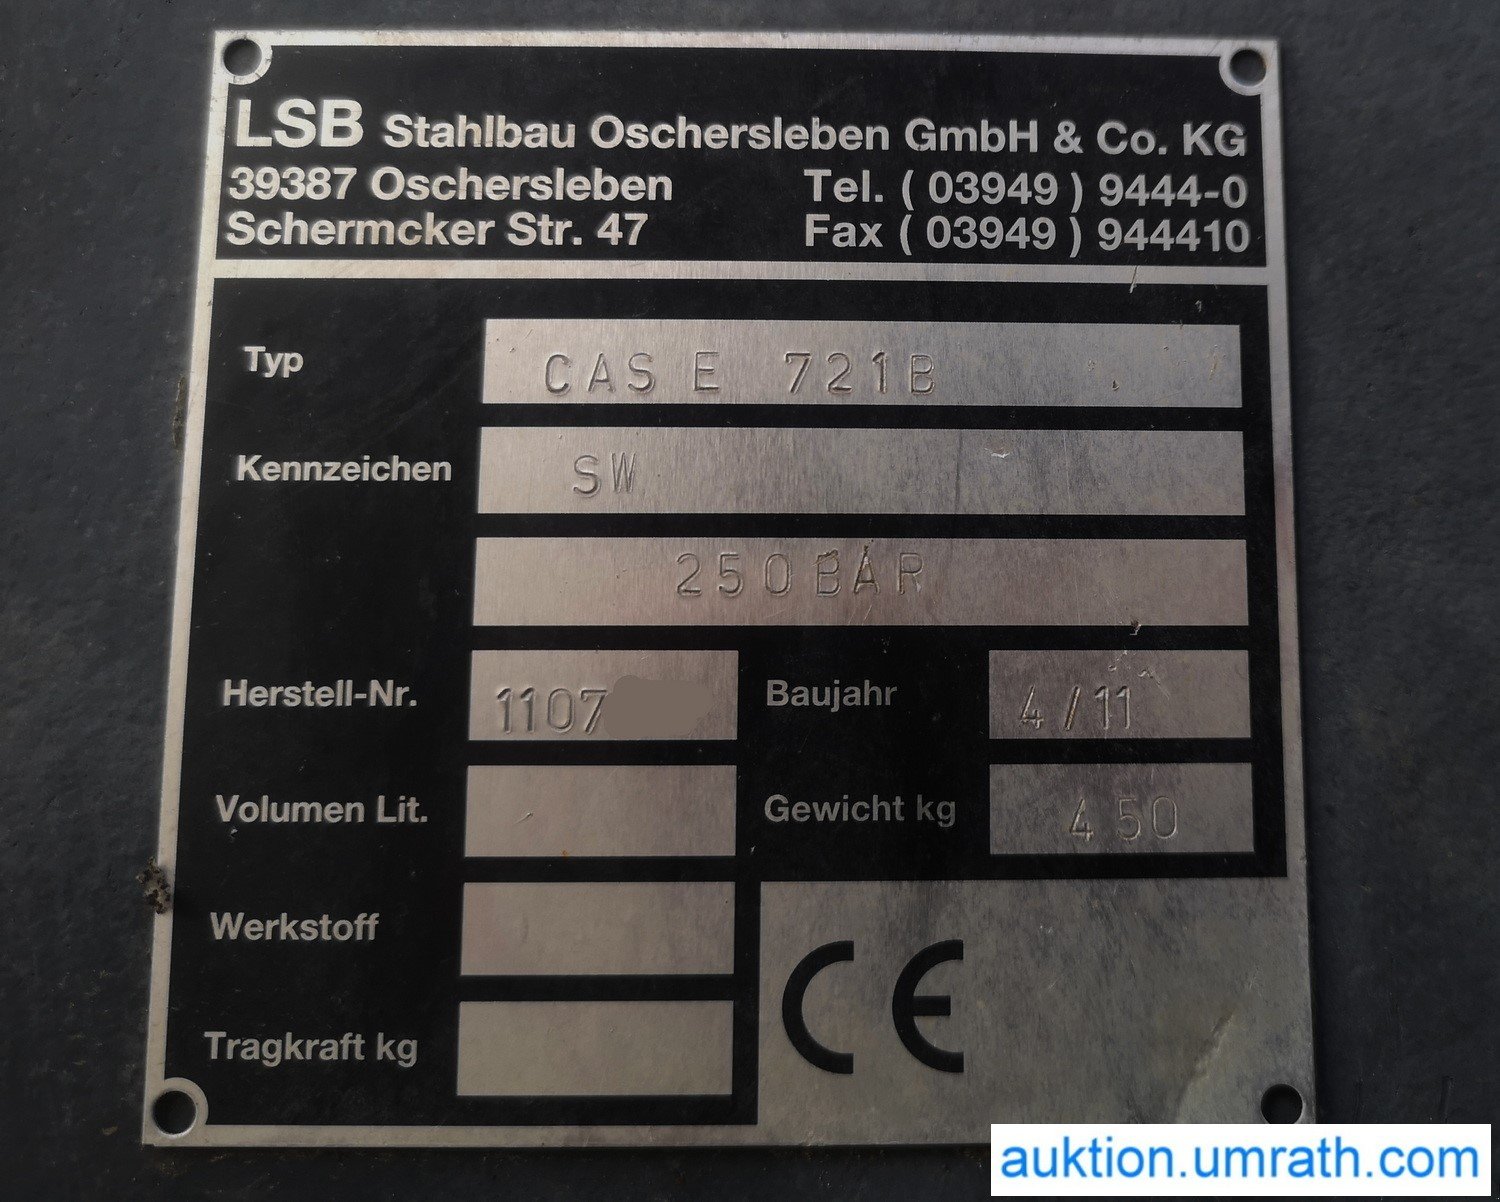 LSB Stahlbau Oschersleben GmbH & Co. KG
39387 Oschersleben Tel. ( 03949 ) 9444-0
Schermcker Str. 47 Fax ( 03949 ) 944410
Typ CASE 721B
Kennzeichen SW
250BAR
Herstell-Nr. 1107 Baujahr 4/11
Volumen Lit. Gewicht kg 450
Werkstoff
Tragkraft kg
CE
auktion.umrath.com